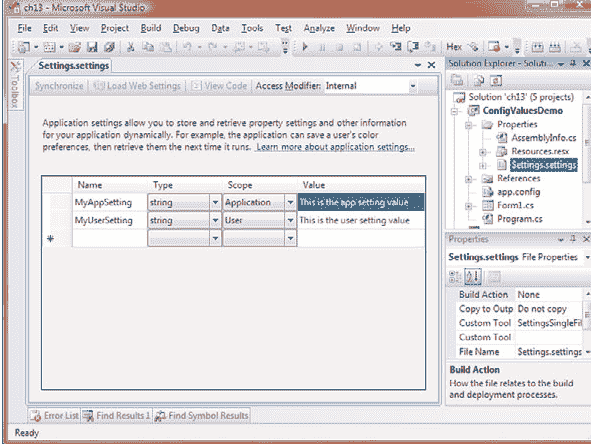 ch13 - Microsoft Visual Studio
File Edit View Project Build Debug Data Tools Test Analyze Window Help
Hex
Toolbox
Settings.settings
Synchronize Load Web Settings View Code Access Modifier: Internal
Application settings allow you to store and retrieve property settings and other information
for your application dynamically. For example, the application can save a user's color
preferences, then retrieve them the next time it runs. Learn more about application settings...
Name Type Scope Value
MyAppSetting string Application This is the app setting value
MyUserSetting string User This is the user setting value
Solution Explorer - Soluti...
Solution 'ch13' (5 projects)
ConfigValuesDemo
Properties
AssemblyInfo.cs
Resources.resx
Settings.settings
References
app.config
Form1.cs
Program.cs
Properties
Settings.settings File Properties
Build Action None
Copy to Outp Do not copy
Custom Tool SettingsSingleFi
Custom Tool
File Name Settings.settings
Build Action
How the file relates to the build
and deployment processes.
Error List Find Results 1 Find Symbol Results
Ready